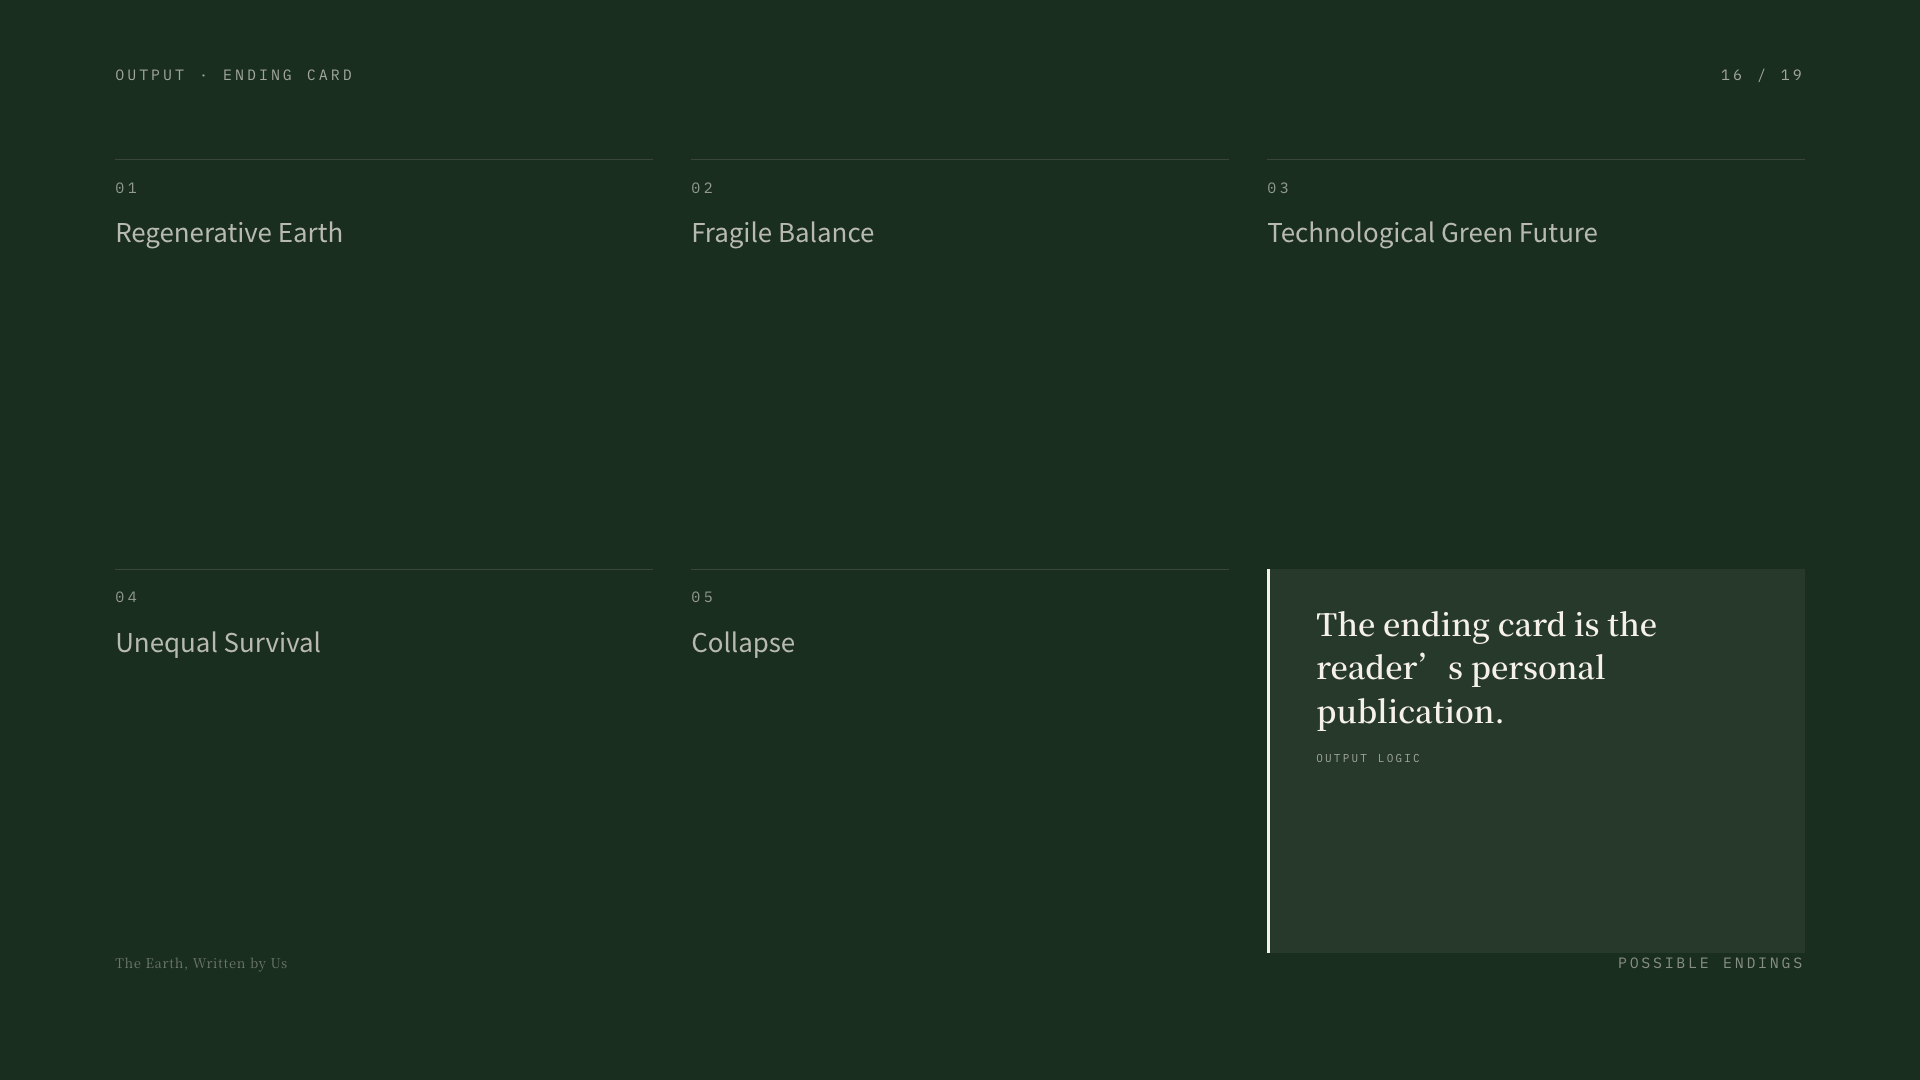 OUTPUT · ENDING CARD
16 / 19
01
Regenerative Earth
02
Fragile Balance
03
Technological Green Future
04
Unequal Survival
05
Collapse
The ending card is the
reader’s personal
publication.
OUTPUT LOGIC
The Earth, Written by Us
POSSIBLE ENDINGS